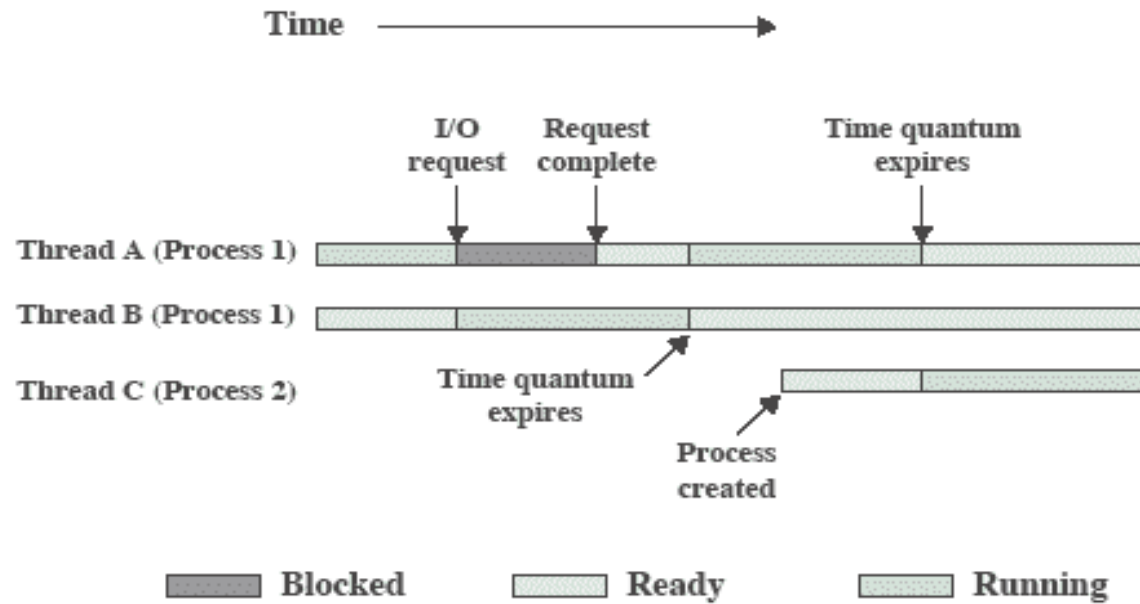 Time
I/O
request
Request
complete
Time quantum
expires
Thread A (Process 1)
Thread B (Process 1)
Thread C (Process 2)
Time quantum
expires
Process
created
Blocked
Ready
Running